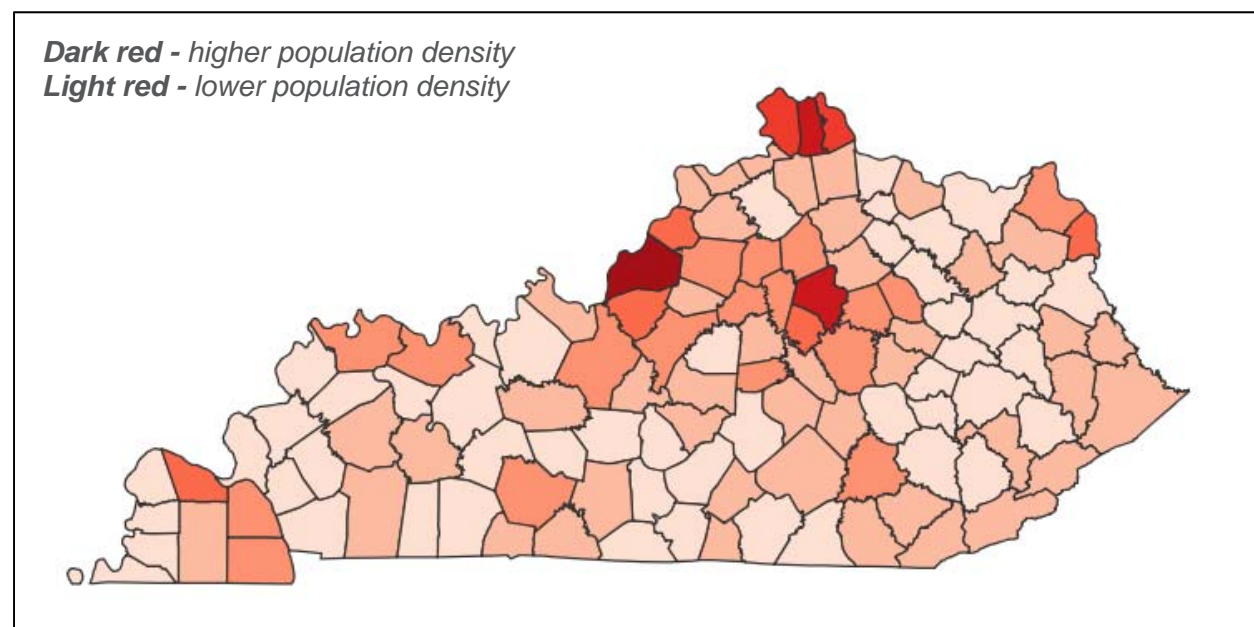 Dark red - higher population density
Light red - lower population density